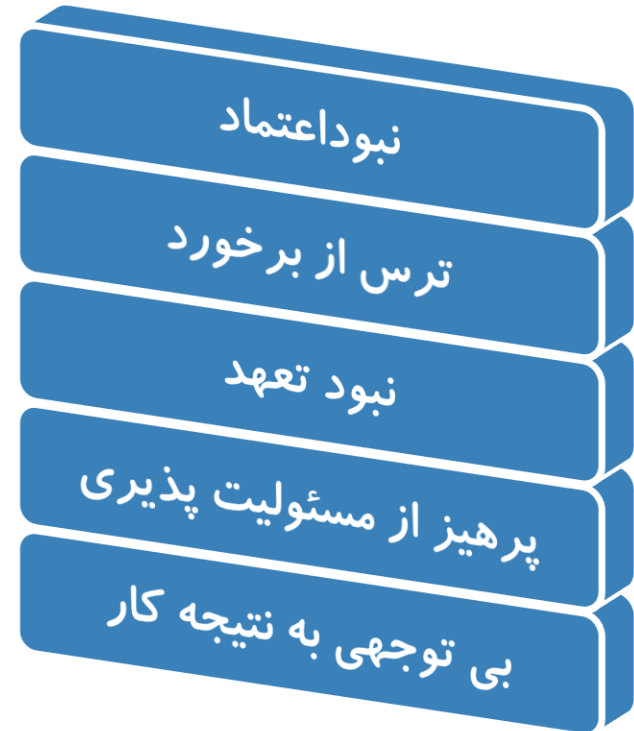 نبوداعتماد
ترس از برخورد
نبود تعهد
پرهیز از مسئولیت پذیری
بی توجهی به نتیجه کار